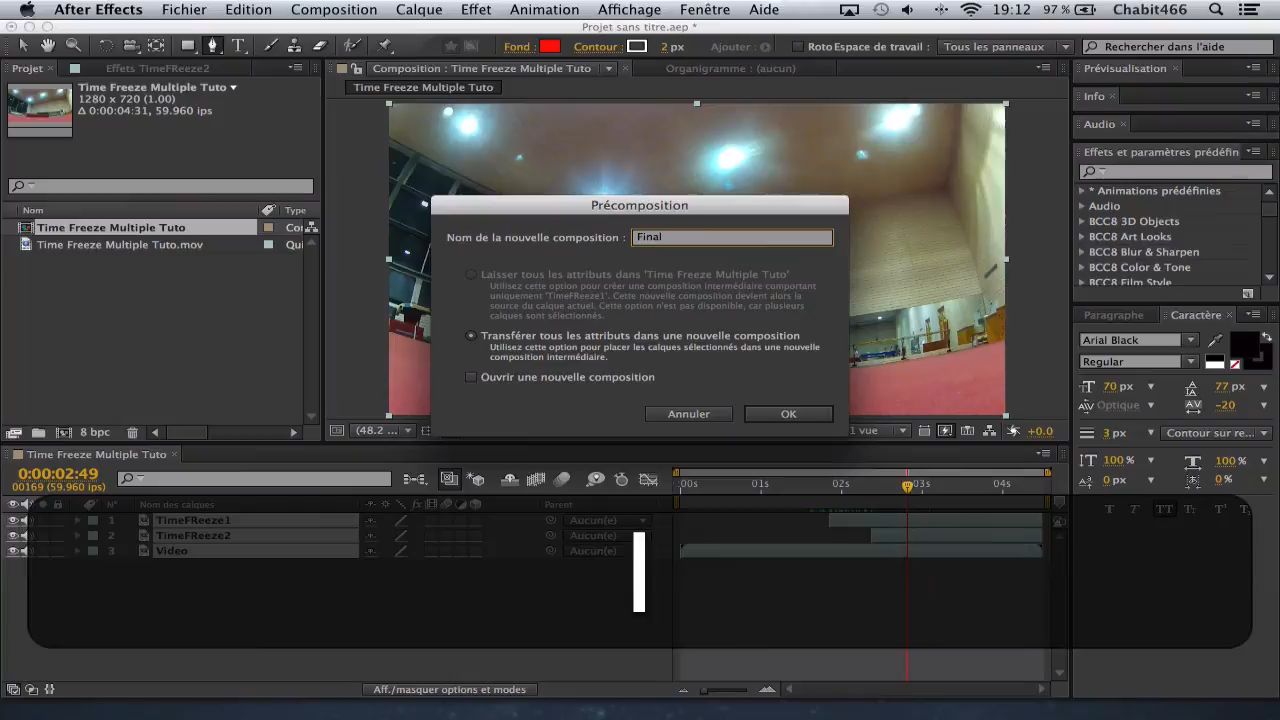 After Effects Fichier Edition Composition Calque Effet Animation Affichage Fenêtre Aide 97 % 19:12 Chabit466
Projet sans titre.aep *
Fond : Contour : 2 px Ajouter : Roto Espace de travail : Tous les panneaux Rechercher dans l'aide
Projet × Effets TimeFReeze2 Composition : Time Freeze Multiple Tuto × Organigramme : (aucun) Prévisualisation ×
Time Freeze Multiple Tuto
1280 x 720 (1.00)
Δ 0:00:04:31, 59.960 ips
Time Freeze Multiple Tuto
Info ×
Audio ×
Effets et paramètres prédéfin
* Animations prédéfinies
Audio
BCC8 3D Objects
BCC8 Art Looks
BCC8 Blur & Sharpen
BCC8 Color & Tone
BCC8 Film Style
Nom Type
Time Freeze Multiple Tuto Co
Time Freeze Multiple Tuto.mov Qui
Précomposition
Nom de la nouvelle composition : Final
Laisser tous les attributs dans 'Time Freeze Multiple Tuto'
Utilisez cette option pour créer une composition intermédiaire comportant
uniquement 'TimeFReeze1'. Cette nouvelle composition devient alors la
source du calque actuel. Cette option n'est pas disponible, car plusieurs
calques sont sélectionnés.
Transférer tous les attributs dans une nouvelle composition
Utilisez cette option pour placer les calques sélectionnés dans une nouvelle
composition intermédiaire.
Ouvrir une nouvelle composition
Annuler OK
Paragraphe Caractère ×
Arial Black
Regular
70 px 77 px
Optique -20
3 px Contour sur re
100 % 100 %
0 px 0 %
T T TT Tt T¹ T
8 bpc
(48.2 ... 1 vue +0.0
Time Freeze Multiple Tuto ×
0:00:02:49
00169 (59.960 ips)
:00s 01s 02s 03s 04s
N° Nom des calques Parent
1 TimeFReeze1 Aucun(e)
2 TimeFReeze2 Aucun(e)
3 Video Aucun(e)
Aff./masquer options et modes